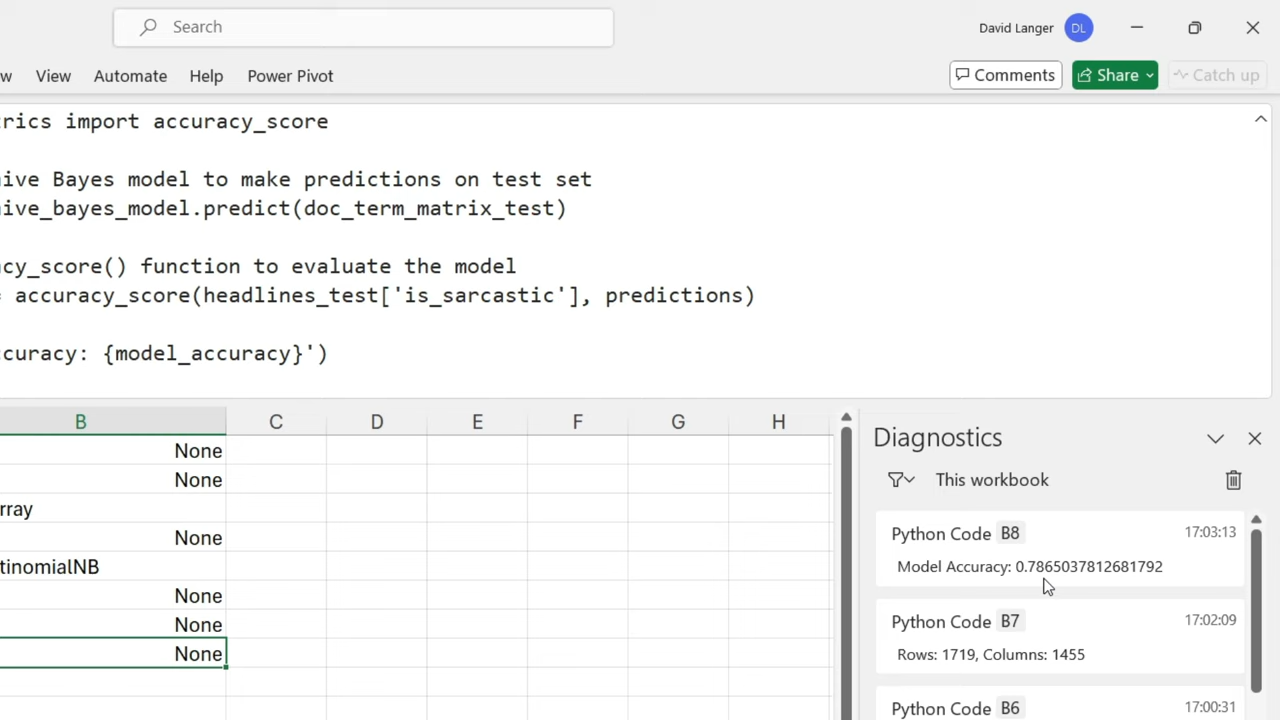 Search
David Langer DL
w View Automate Help Power Pivot
Comments Share Catch up
rics import accuracy_score
ive Bayes model to make predictions on test set
ive_bayes_model.predict(doc_term_matrix_test)
cy_score() function to evaluate the model
= accuracy_score(headlines_test['is_sarcastic'], predictions)
ccuracy: {model_accuracy}')
B C D E F G H
None
None
rray
None
tinomialNB
None
None
None
Diagnostics
This workbook
Python Code B8 17:03:13
Model Accuracy: 0.7865037812681792
Python Code B7 17:02:09
Rows: 1719, Columns: 1455
Python Code B6 17:00:31